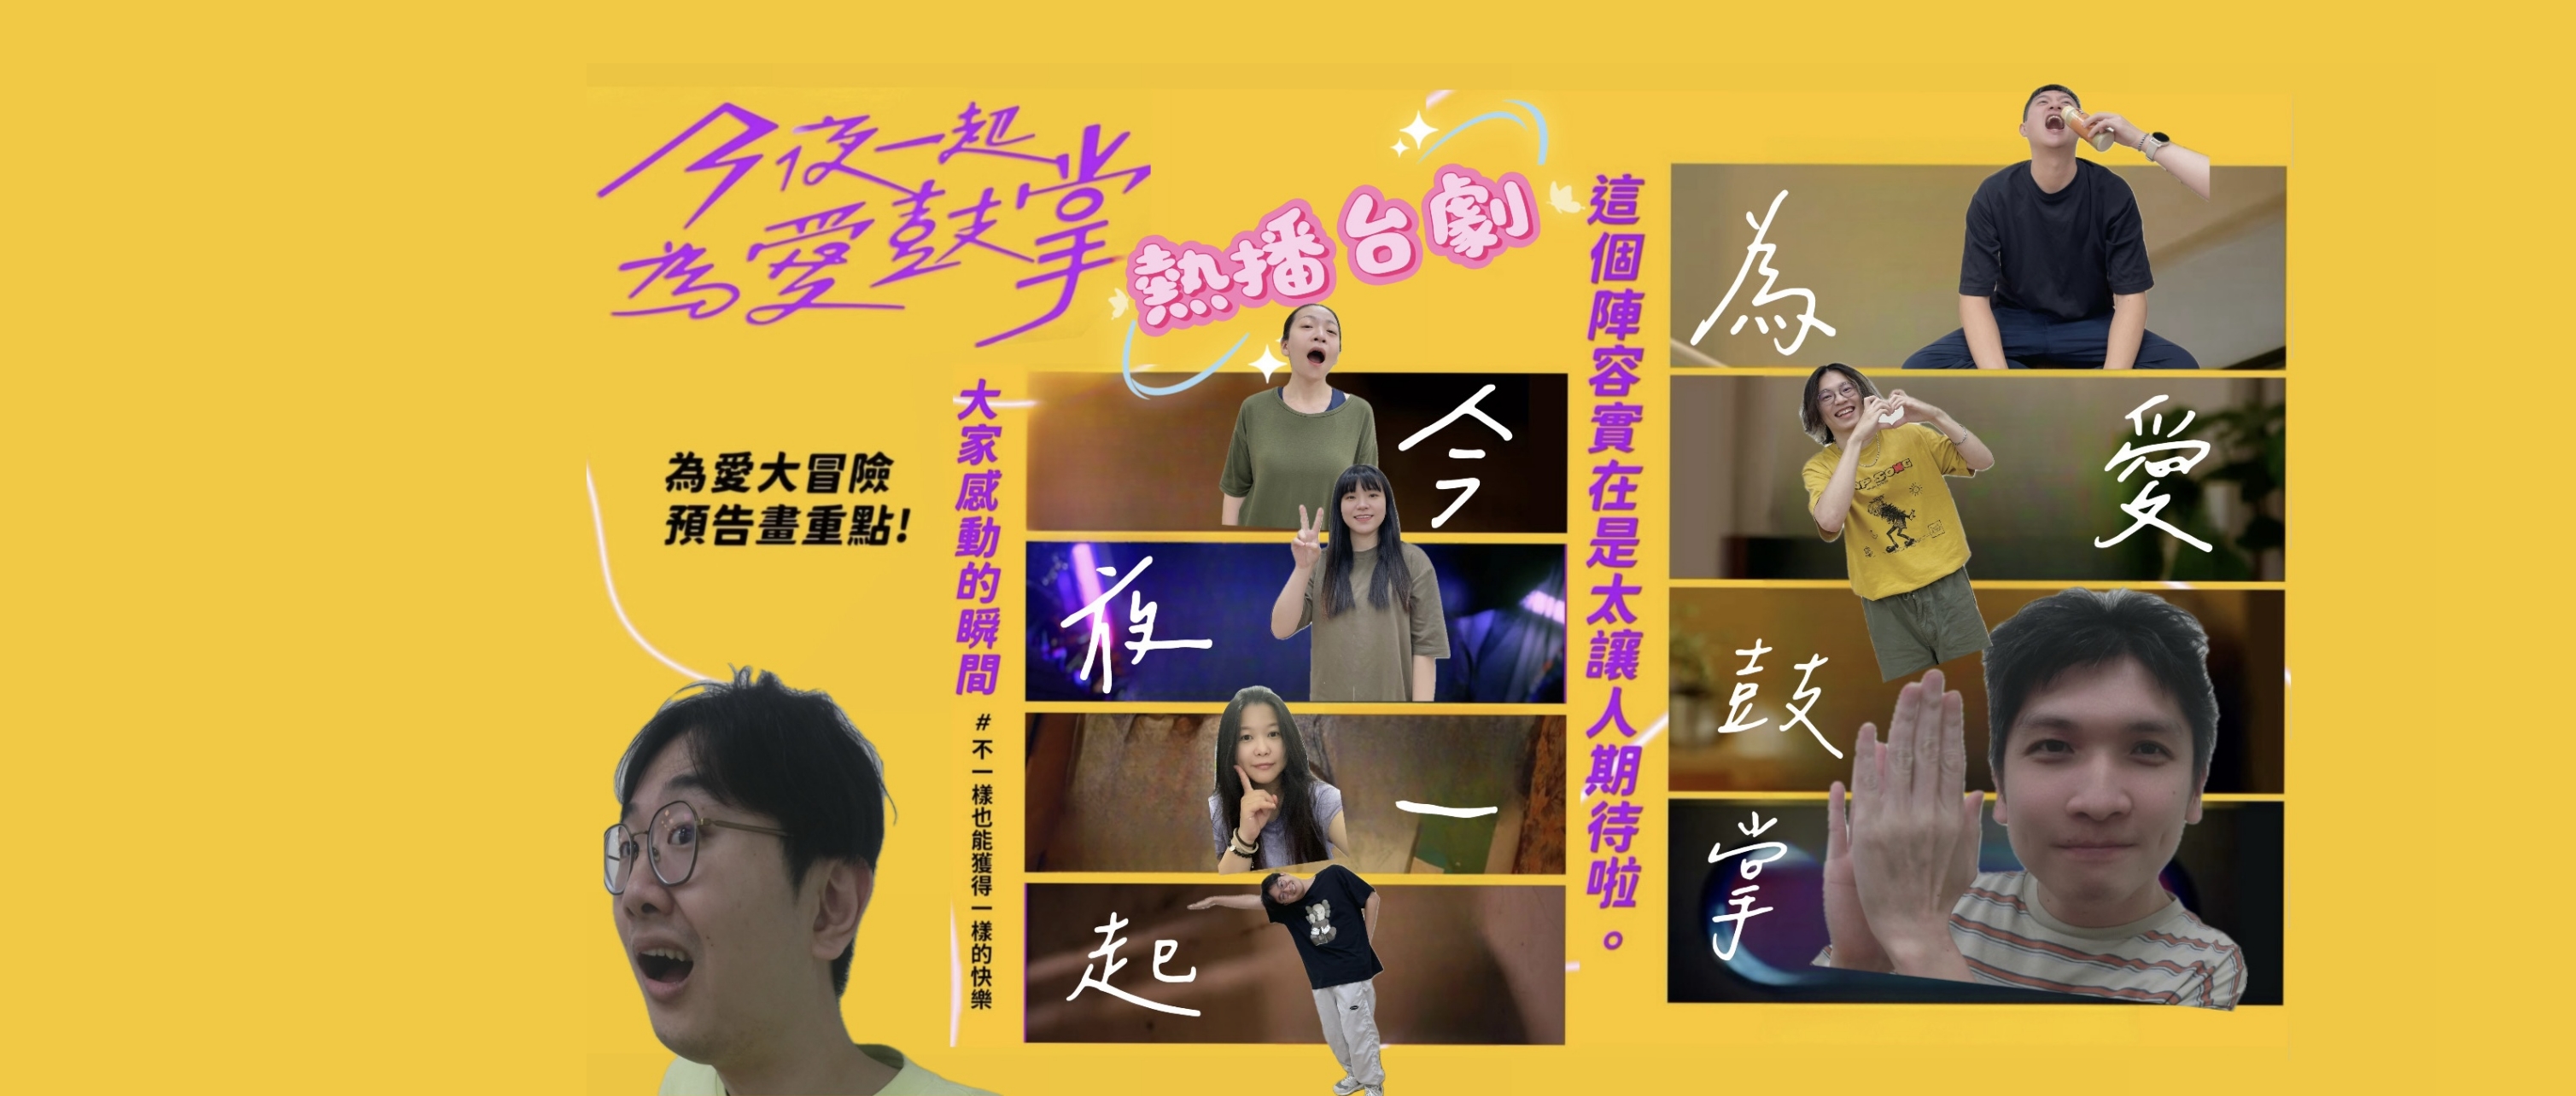 今夜一起
為愛鼓掌
熱播台劇
為愛大冒險
預告畫重點!
大家感動的瞬間
#不一樣也能獲得一樣的快樂
今
夜
一
起
這個陣容實在是太讓人期待啦。
為
愛
鼓
掌